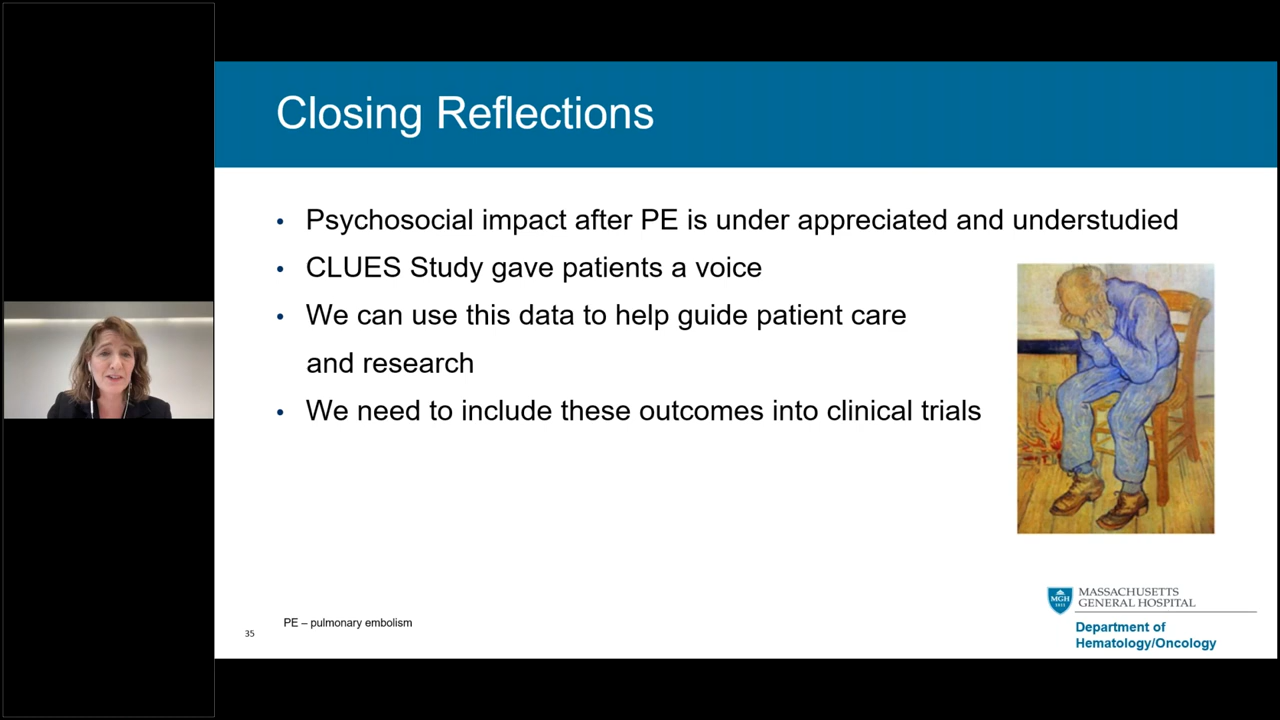 Closing Reflections
• Psychosocial impact after PE is under appreciated and understudied
• CLUES Study gave patients a voice
• We can use this data to help guide patient care
and research
• We need to include these outcomes into clinical trials
PE – pulmonary embolism
35
MGH
1811
MASSACHUSETTS
GENERAL HOSPITAL
Department of
Hematology/Oncology